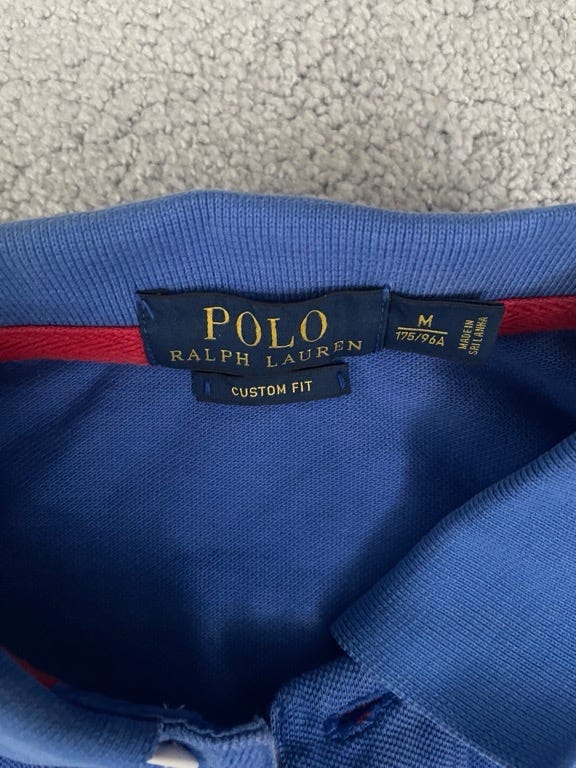 POLO
RALPH LAUREN
CUSTOM FIT
M
175/96A
MADE IN
SRI LANKA